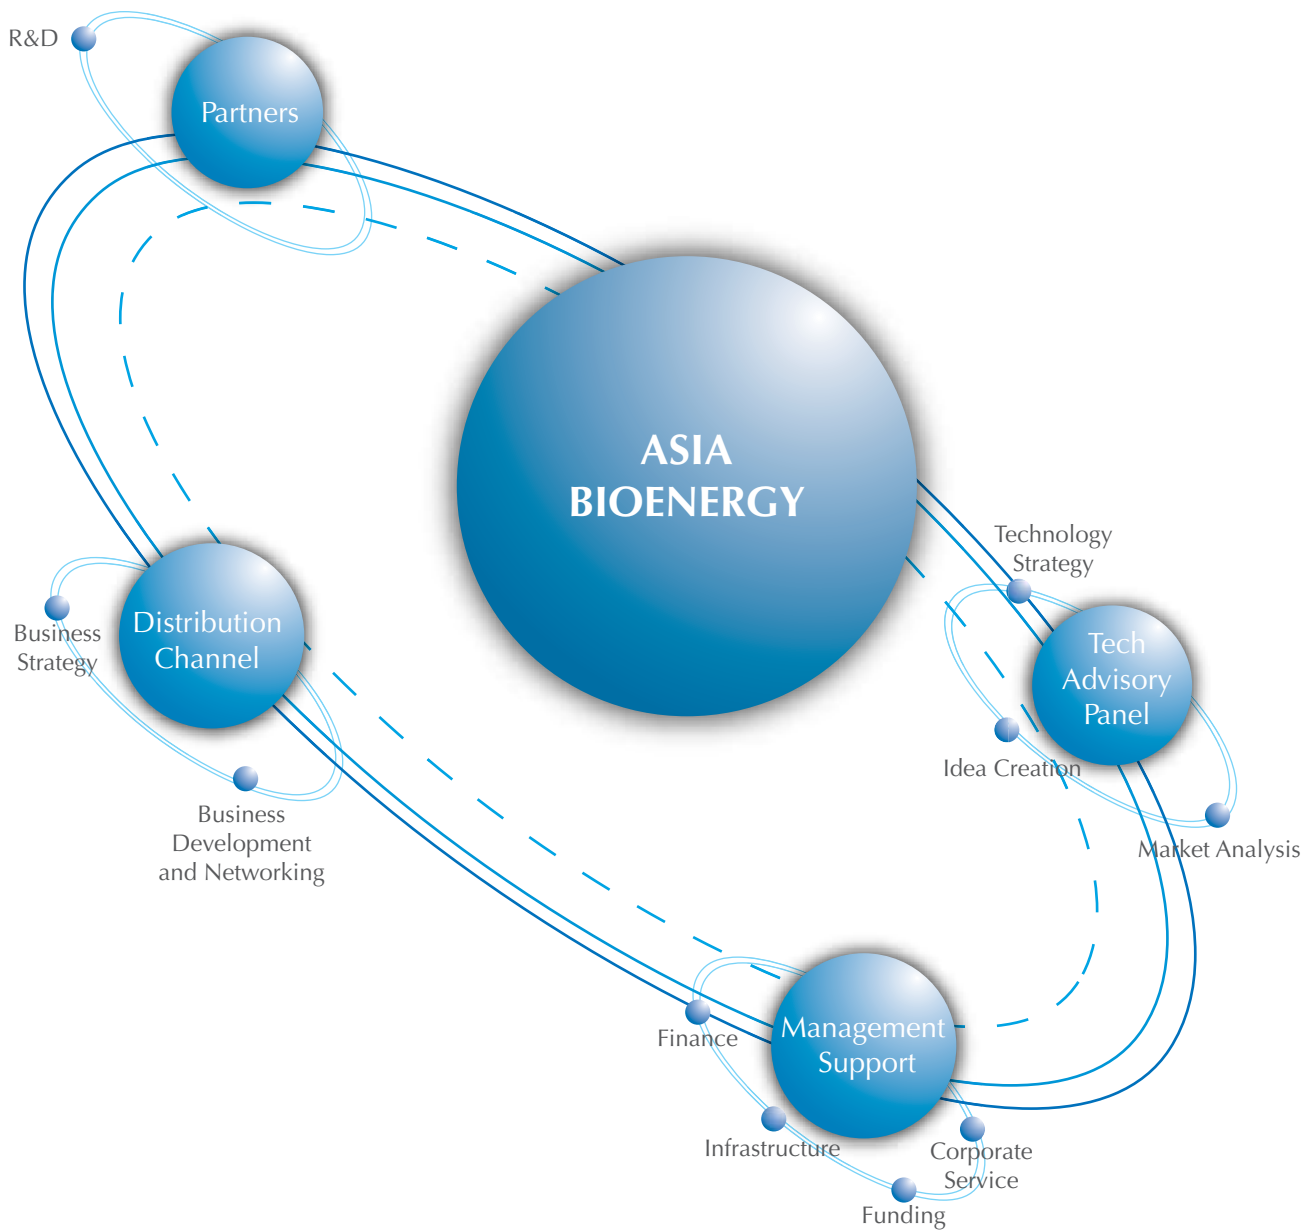 R&D
Partners
ASIA
BIOENERGY
Technology
Strategy
Distribution
Channel
Business
Strategy
Tech
Advisory
Panel
Idea Creation
Business
Development
and Networking
Market Analysis
Management
Support
Finance
Infrastructure
Corporate
Service
Funding